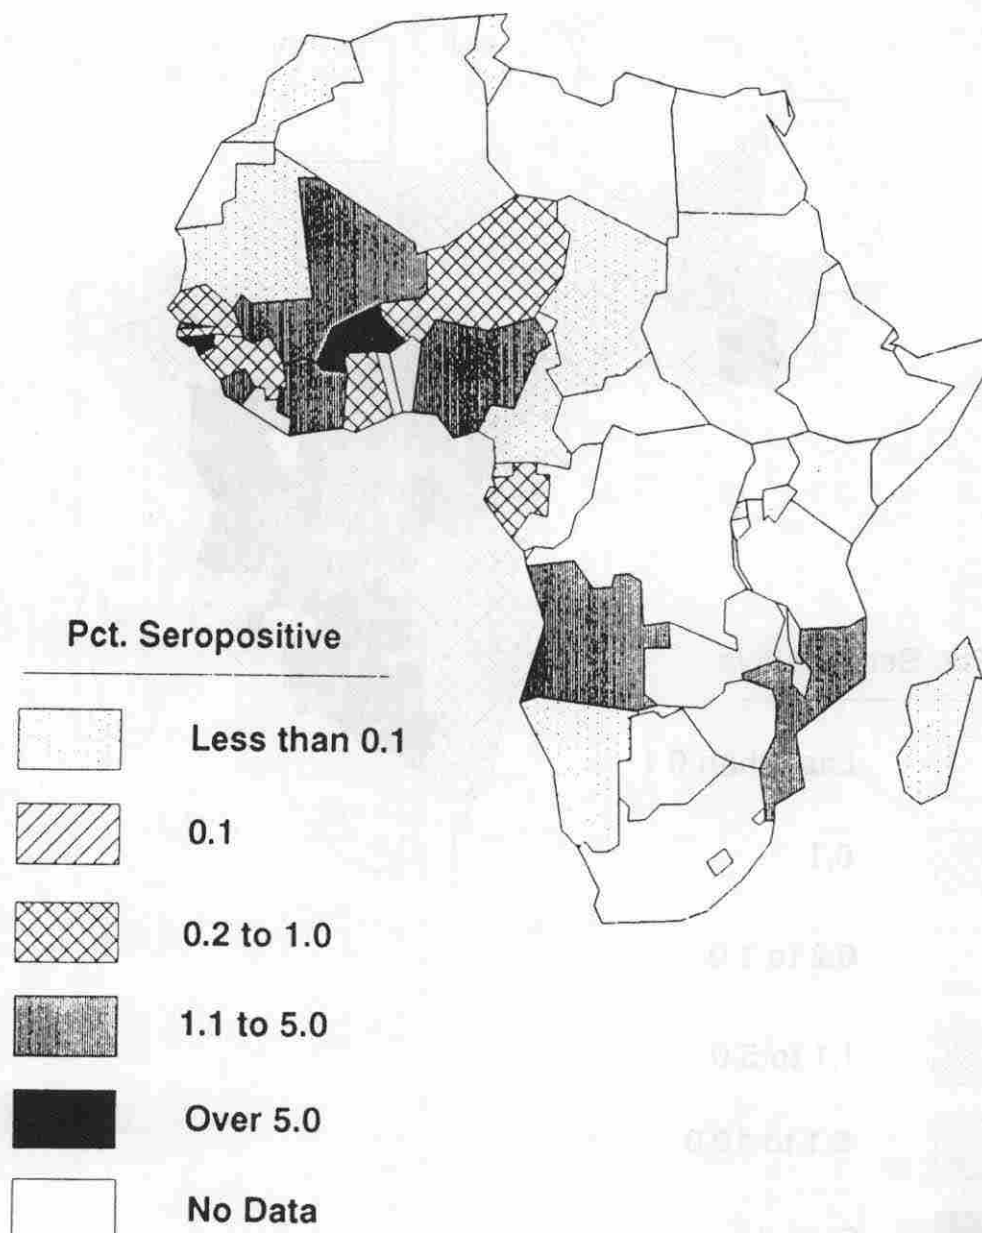 Pct. Seropositive
Less than 0.1
0.1
0.2 to 1.0
1.1 to 5.0
Over 5.0
No Data